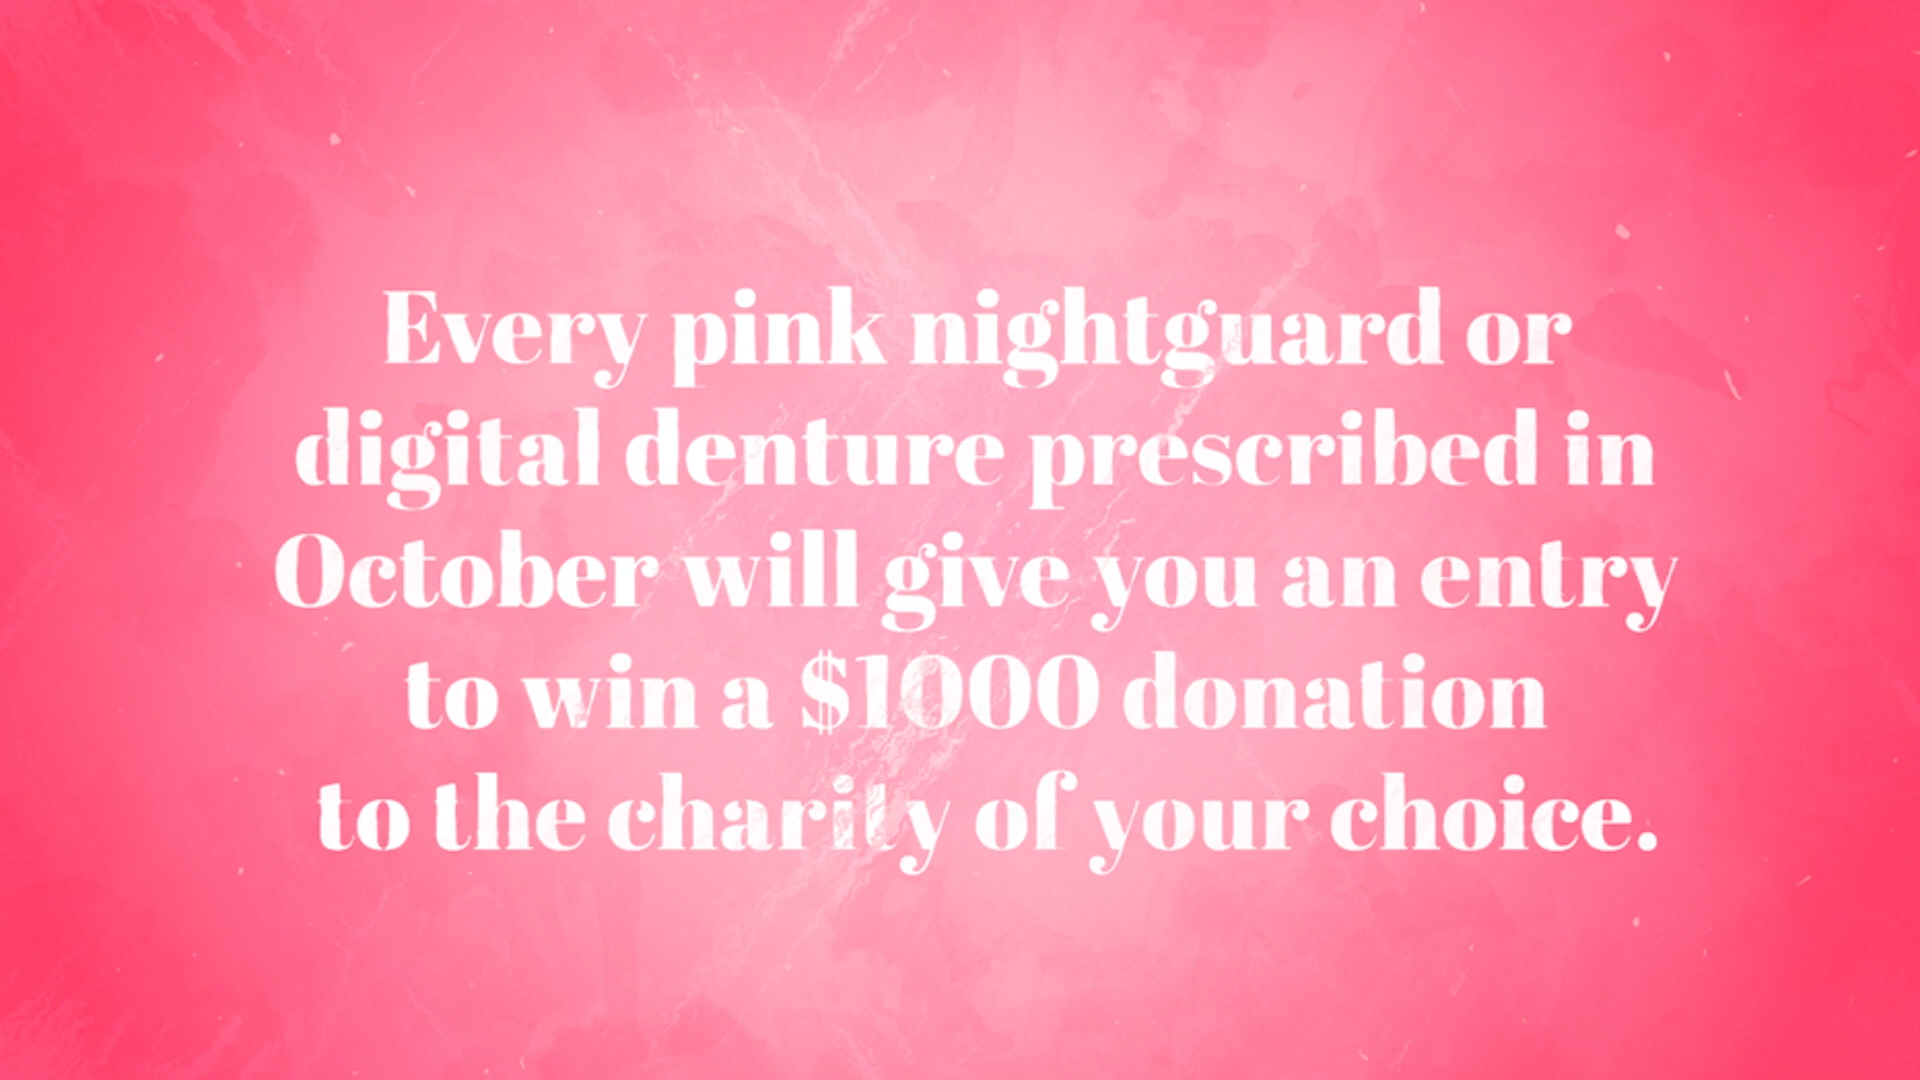 Every pink nightguard or
digital denture prescribed in
October will give you an entry
to win a $1000 donation
to the charity of your choice.